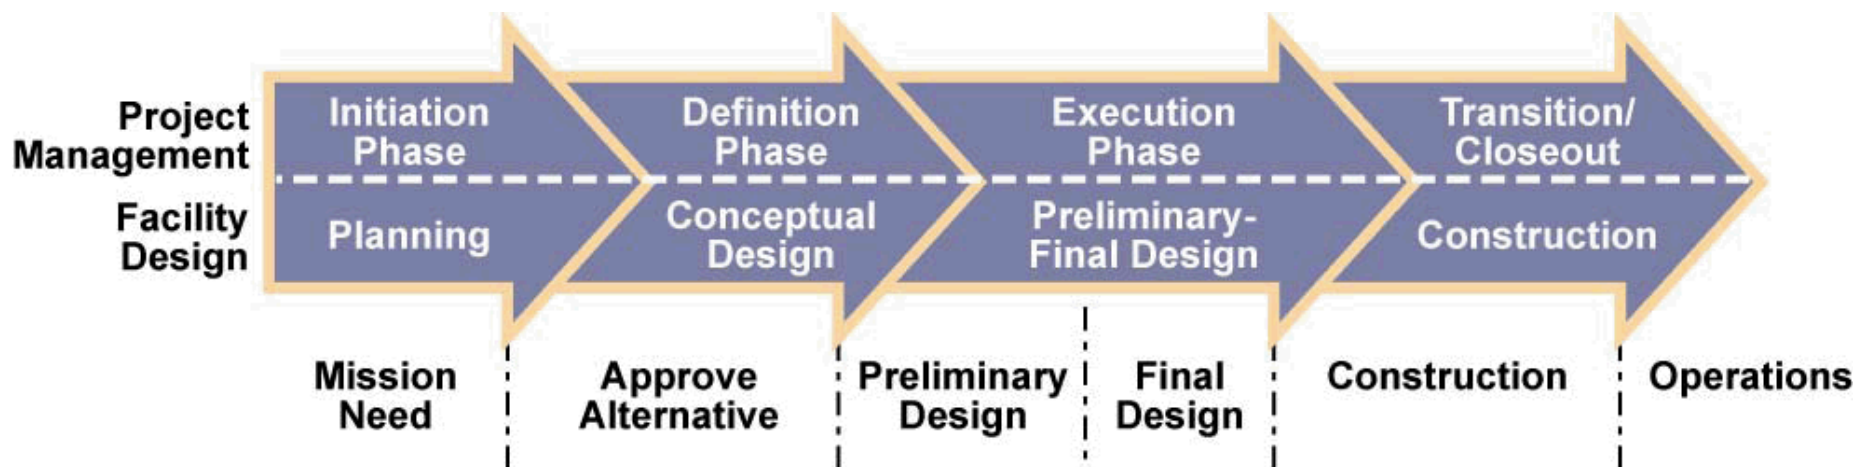 Project
Management
Initiation
Phase
Definition
Phase
Execution
Phase
Transition/
Closeout
Facility
Design
Planning
Conceptual
Design
Preliminary-
Final Design
Construction
Mission
Need
Approve
Alternative
Preliminary
Design
Final
Design
Construction
Operations